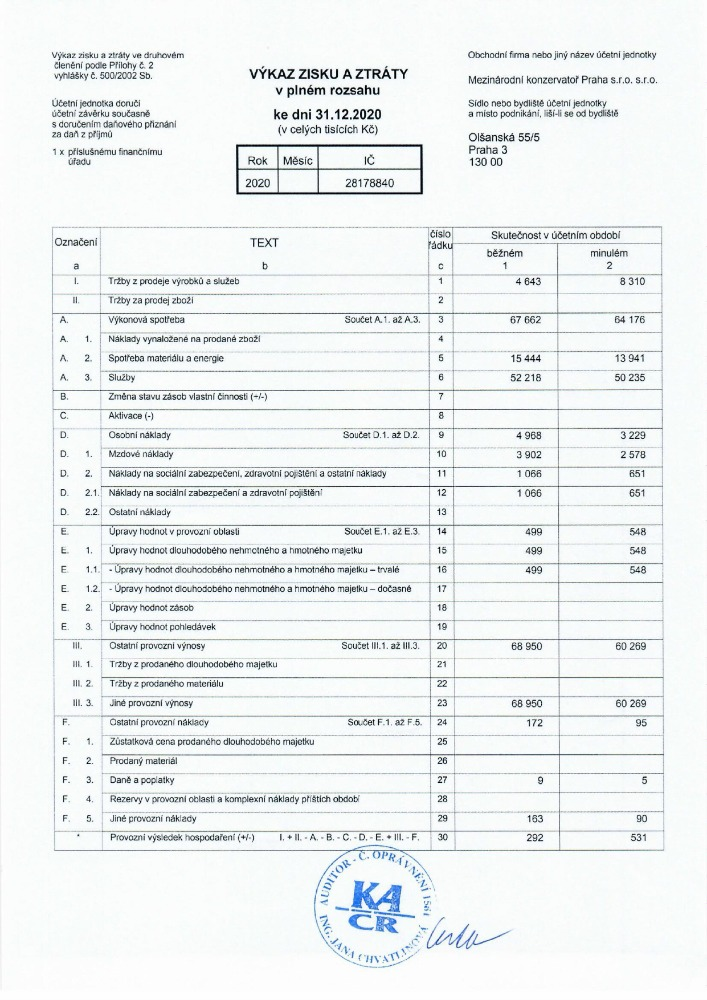 Výkaz zisku a ztráty ve druhovém
členění podle Přílohy č. 2
vyhlášky č. 500/2002 Sb.
Účetní jednotka doručí
účetní závěrku současně
s doručením daňového přiznání
za daň z příjmů
1 x příslušnému finančnímu
úřadu
VÝKAZ ZISKU A ZTRÁTY
v plném rozsahu
ke dni 31.12.2020
(v celých tisících Kč)
Rok Měsíc IČ
2020 28178840
Obchodní firma nebo jiný název účetní jednotky
Mezinárodní konzervatoř Praha s.r.o. s.r.o.
Sídlo nebo bydliště účetní jednotky
a místo podnikání, liší-li se od bydliště
Olšanská 55/5
Praha 3
130 00
Označení TEXT číslo řádku Skutečnost v účetním období
běžném minulém
a b c 1 2
I. Tržby z prodeje výrobků a služeb 1 4 643 8 310
II. Tržby za prodej zboží 2
A. Výkonová spotřeba Součet A.1. až A.3. 3 67 662 64 176
A. 1. Náklady vynaložené na prodané zboží 4
A. 2. Spotřeba materiálu a energie 5 15 444 13 941
A. 3. Služby 6 52 218 50 235
B. Změna stavu zásob vlastní činnosti (+/-) 7
C. Aktivace (-) 8
D. Osobní náklady Součet D.1. až D.2. 9 4 968 3 229
D. 1. Mzdové náklady 10 3 902 2 578
D. 2. Náklady na sociální zabezpečení, zdravotní pojištění a ostatní náklady 11 1 066 651
D. 2.1. Náklady na sociální zabezpečení a zdravotní pojištění 12 1 066 651
D. 2.2. Ostatní náklady 13
E. Úpravy hodnot v provozní oblasti Součet E.1. až E.3. 14 499 548
E. 1. Úpravy hodnot dlouhodobého nehmotného a hmotného majetku 15 499 548
E. 1.1. - Úpravy hodnot dlouhodobého nehmotného a hmotného majetku – trvalé 16 499 548
E. 1.2. - Úpravy hodnot dlouhodobého nehmotného a hmotného majetku – dočasné 17
E. 2. Úpravy hodnot zásob 18
E. 3. Úpravy hodnot pohledávek 19
III. Ostatní provozní výnosy Součet III.1. až III.3. 20 68 950 60 269
III. 1. Tržby z prodaného dlouhodobého majetku 21
III. 2. Tržby z prodaného materiálu 22
III. 3. Jiné provozní výnosy 23 68 950 60 269
F. Ostatní provozní náklady Součet F.1. až F.5. 24 172 95
F. 1. Zůstatková cena prodaného dlouhodobého majetku 25
F. 2. Prodaný materiál 26
F. 3. Daně a poplatky 27 9 5
F. 4. Rezervy v provozní oblasti a komplexní náklady příštích období 28
F. 5. Jiné provozní náklady 29 163 90
* Provozní výsledek hospodaření (+/-) I. + II. - A. - B. - C. - D. - E. + III. - F. 30 292 531
AUDITOR - Č. OPRÁVNĚNÍ 1561
KA
ČR
ING. JANA CHVATLINOVÁ